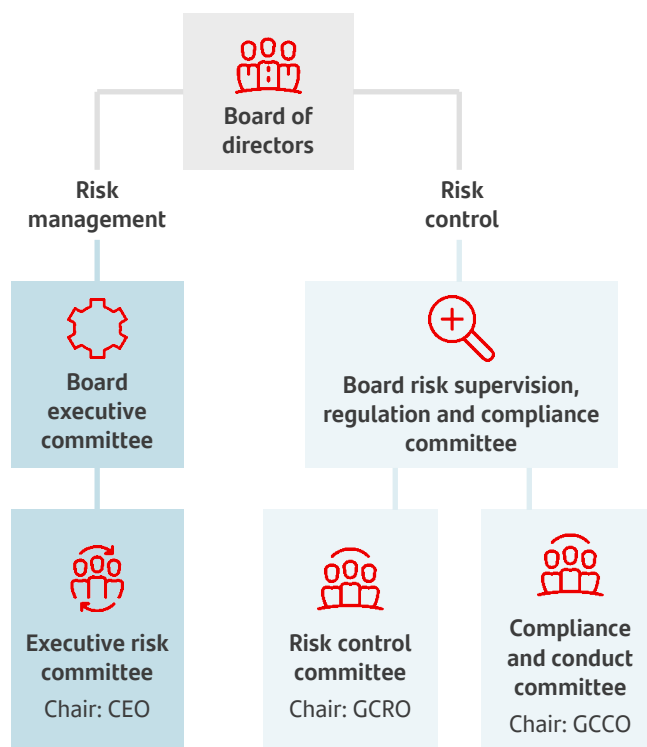 Board of
directors
Risk
management
Risk
control
Board
executive
committee
Board risk supervision,
regulation and compliance
committee
Executive risk
committee
Chair: CEO
Risk control
committee
Chair: GCRO
Compliance
and conduct
committee
Chair: GCCO